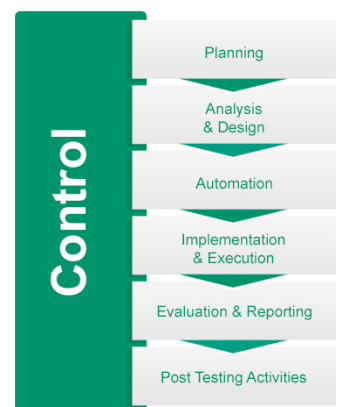 Control
Planning
Analysis
& Design
Automation
Implementation
& Execution
Evaluation & Reporting
Post Testing Activities